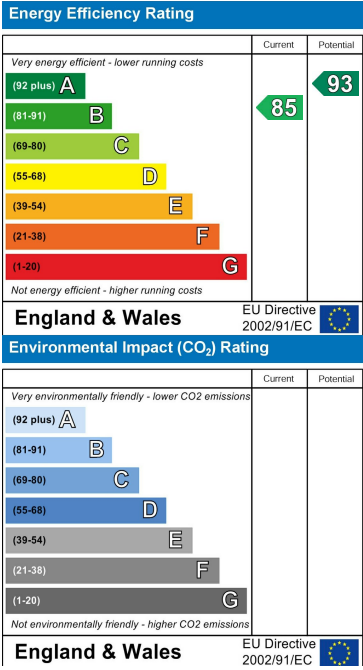 Energy Efficiency Rating
Current Potential
Very energy efficient - lower running costs
(92 plus) A
(81-91) B
(69-80) C
(55-68) D
(39-54) E
(21-38) F
(1-20) G
85
93
Not energy efficient - higher running costs
England & Wales
EU Directive
2002/91/EC
Environmental Impact (CO₂) Rating
Current Potential
Very environmentally friendly - lower CO2 emissions
(92 plus) A
(81-91) B
(69-80) C
(55-68) D
(39-54) E
(21-38) F
(1-20) G
Not environmentally friendly - higher CO2 emissions
England & Wales
EU Directive
2002/91/EC